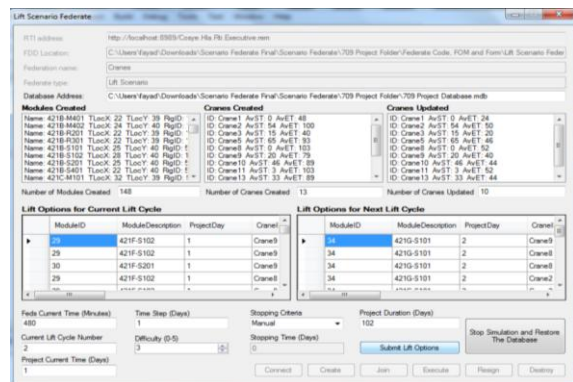 Lift Scenario Federate
RTI address: http://localhost:8989/Cosye.Hla.Rti.Executive.rem
FDD Location: C:\Users\fayad\Downloads\Scenario Federate Final\Scenario Federate\709 Project Folder\Federate Code, FOM and Form\Lift Scenario Feder
Federation name: Cranes
Federate type: Lift Scenario
Database Address: C:\Users\fayad\Downloads\Scenario Federate Final\Scenario Federate\709 Project Folder\709 Project Database.mdb
Modules Created Cranes Created Cranes Updated
Name: 421B-M401 TLocX: 22 TLocY: 39 RigID: ID: Crane1 AvST: 0 AvET: 48 ID: Crane1 AvST: 0 AvET: 24
Name: 421B-M402 TLocX: 24 TLocY: 40 RigID: ID: Crane2 AvST: 54 AvET: 100 ID: Crane2 AvST: 54 AvET: 50
Name: 421B-R201 TLocX: 22 TLocY: 39 RigID: ID: Crane3 AvST: 15 AvET: 40 ID: Crane3 AvST: 15 AvET: 20
Name: 421B-R301 TLocX: 22 TLocY: 39 RigID: ID: Crane5 AvST: 65 AvET: 93 ID: Crane5 AvST: 65 AvET: 46
Name: 421B-S101 TLocX: 25 TLocY: ID: Crane8 AvST: 0 AvET: ID: Crane8 AvST: 0 AvET: 52
Name: 421B-S102 TLocX: 28 TLocY: 40 RigID: ID: Crane9 AvST: 20 AvET: 79 ID: Crane9 AvST: 20 AvET: 40
Name: 421B-S201 TLocX: 25 TLocY: 40 RigID: ID: Crane10 AvST: 46 AvET: 89 ID: Crane10 AvST: 46 AvET: 44
Name: 421B-S401 TLocX: 25 TLocY: 40 RigID: ID: Crane11 AvST: 3 AvET: 103 ID: Crane11 AvST: 3 AvET: 52
Name: 421C-M101 TLocX: 32 TLocY: 39 RigID: ID: Crane13 AvST: 33 AvET: 89 ID: Crane13 AvST: 33 AvET: 44
Number of Modules Created 148 Number of Cranes Created 13 Number of Cranes Updated 10
Lift Options for Current Lift Cycle Lift Options for Next Lift Cycle
ModuleID ModuleDescription ProjectDay CraneI ModuleID ModuleDescription ProjectDay CraneI
29 421F-S102 1 Crane9 34 421G-S101 2 Crane9
29 421F-S102 1 Crane8 34 421G-S101 2 Crane8
30 421F-S201 1 Crane9 34 421G-S101 2 Crane8
29 421F-S102 1 Crane8 34 421G-S101 2 Crane2
Feds Current Time (Minutes) Time Step (Days) Stopping Criteria Project Duration (Days)
480 1 Manual 102
Stop Simulation and Restore The Database
Current Lift Cycle Number Difficulty (0-5) Stopping Time (Days)
2 3 0 Submit Lift Options
Project Current Time (Days)
1 Connect Create Join Execute Resign Destroy